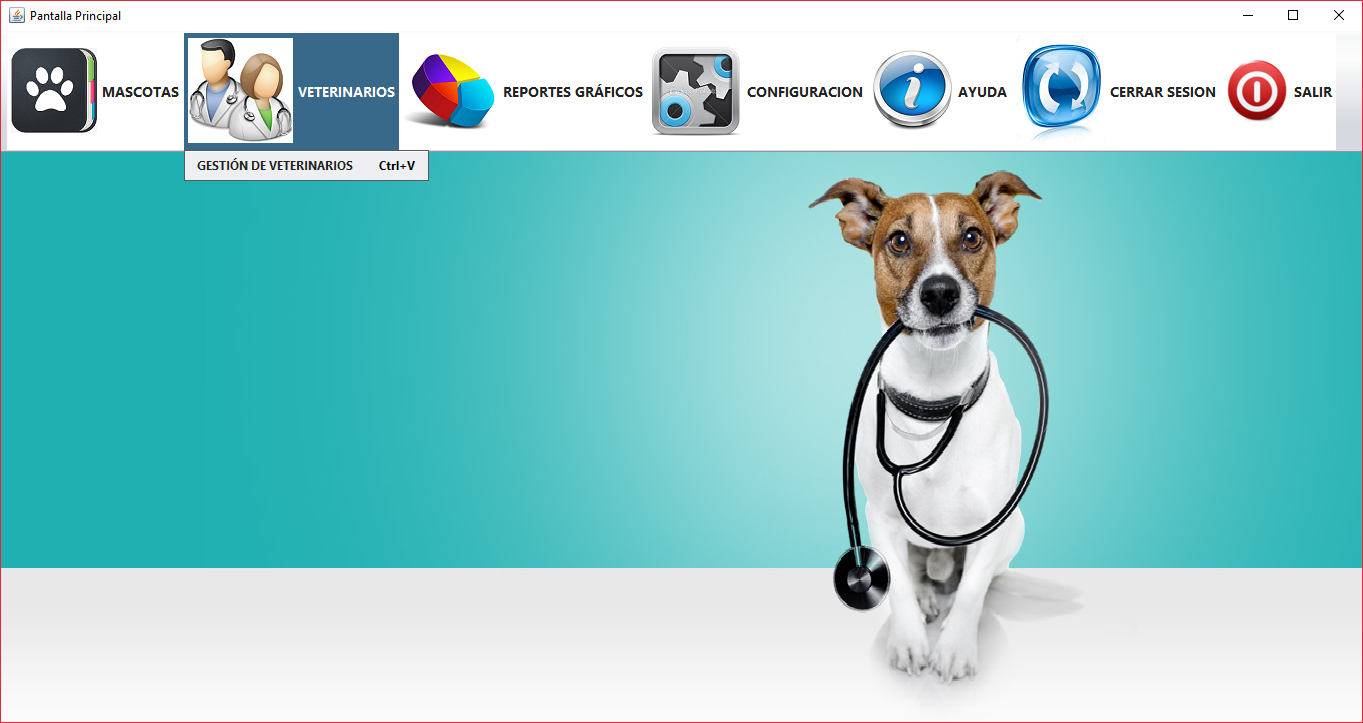 Pantalla Principal
MASCOTAS VETERINARIOS REPORTES GRÁFICOS CONFIGURACION AYUDA CERRAR SESION SALIR
GESTIÓN DE VETERINARIOS Ctrl+V